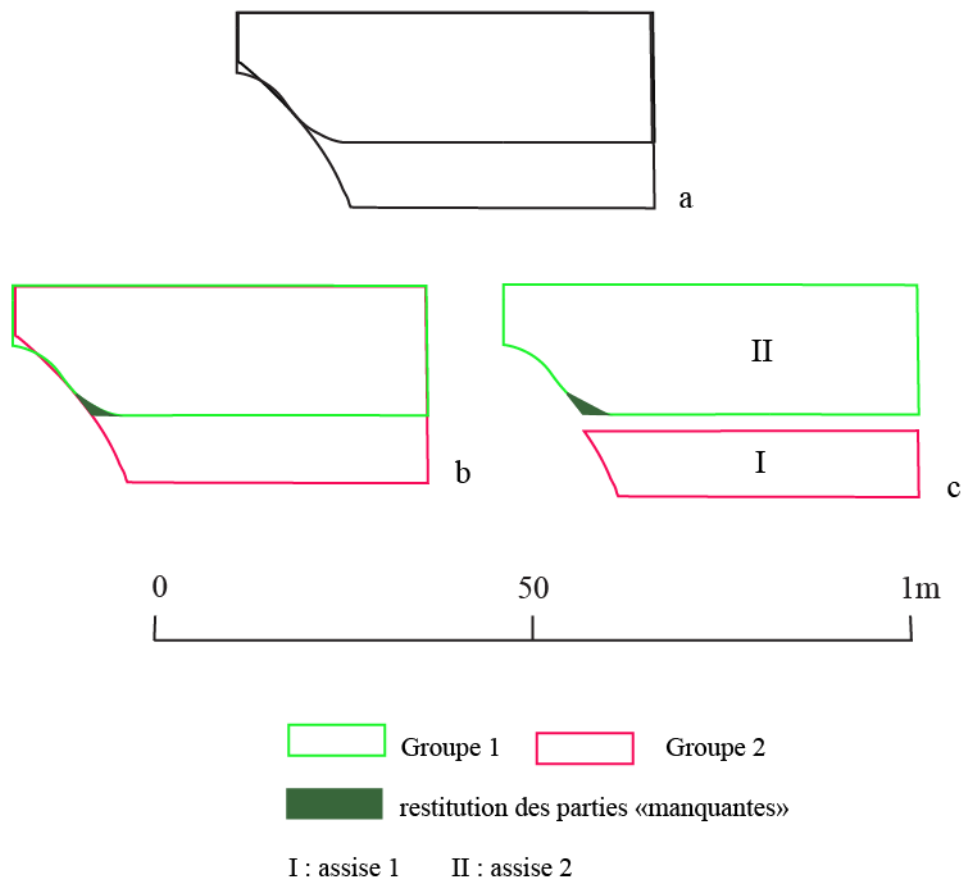 a
II
I
b
c
0 50 1m
Groupe 1 Groupe 2
restitution des parties «manquantes»
I : assise 1 II : assise 2